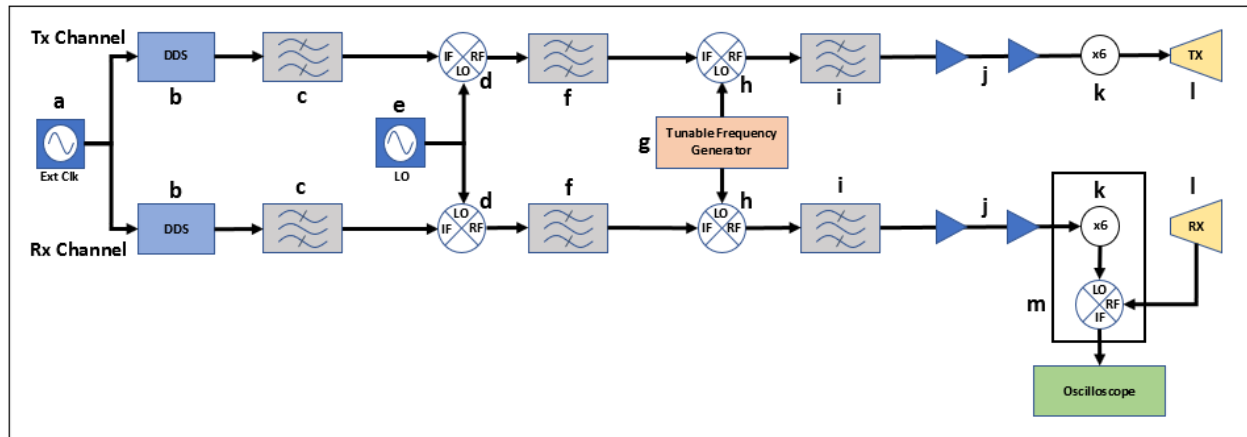 Tx Channel
a
Ext Clk
DDS
b
c
IF RF
LO
d
e
LO
f
g
Tunable Frequency
Generator
IF RF
LO
h
i
j
x6
k
TX
l
Rx Channel
b
DDS
c
LO
IF RF
d
f
LO
IF RF
h
i
j
k
x6
l
RX
m
LO
RF
IF
Oscilloscope